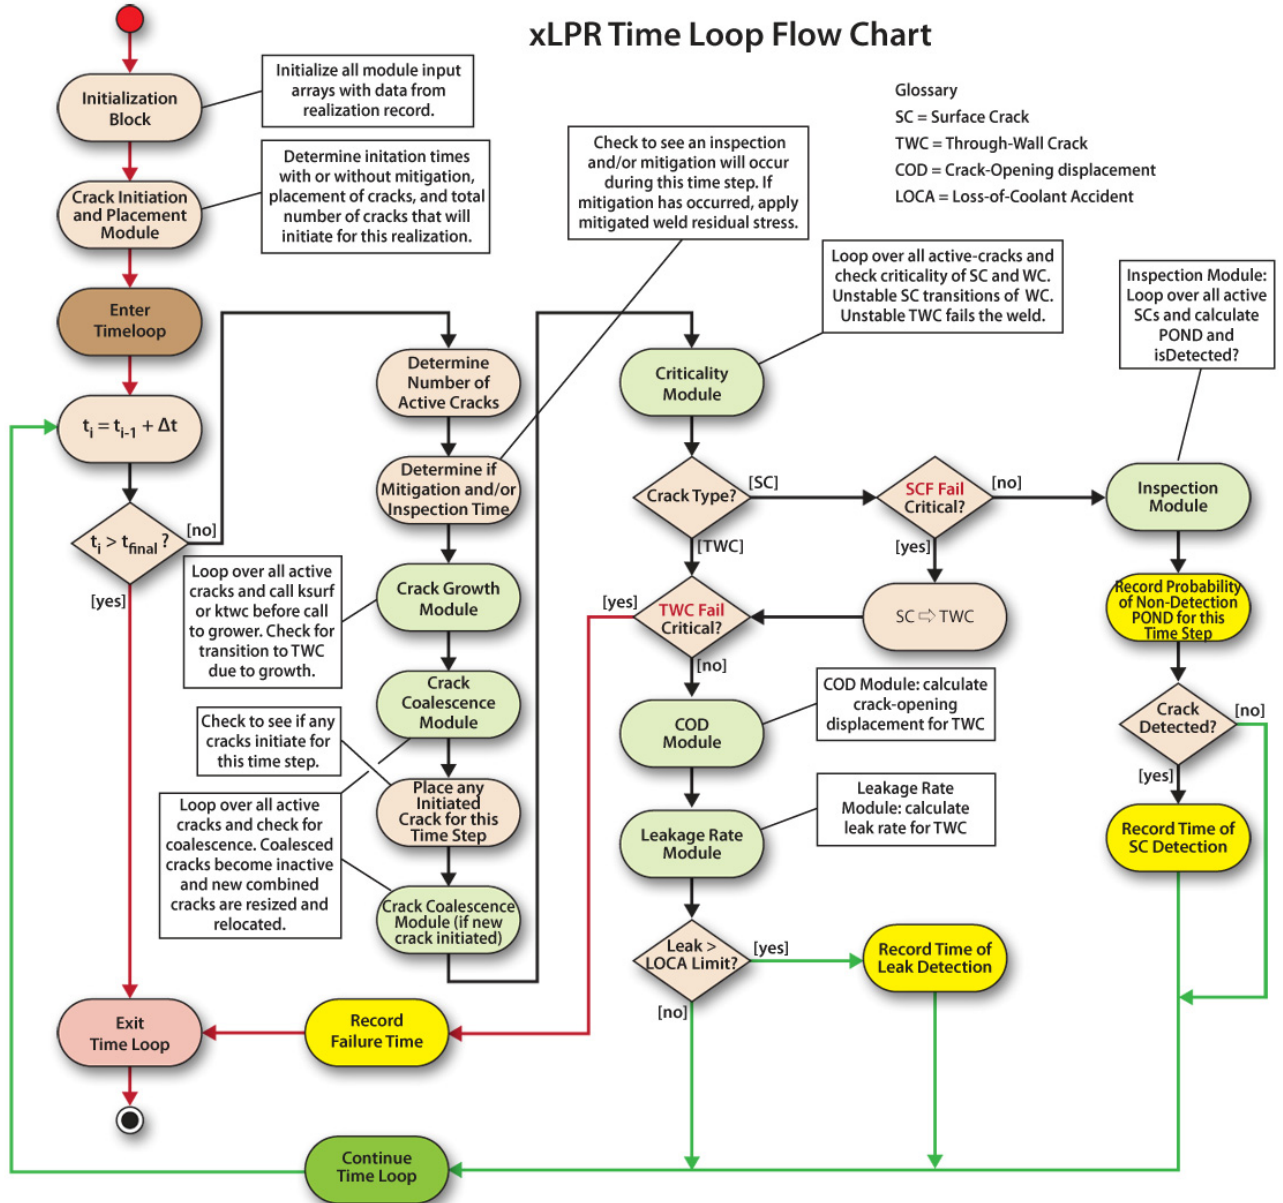 xLPR Time Loop Flow Chart
Glossary
SC = Surface Crack
TWC = Through-Wall Crack
COD = Crack-Opening displacement
LOCA = Loss-of-Coolant Accident
Initialization
Block
Initialize all module input
arrays with data from
realization record.
Crack Initiation
and Placement
Module
Determine initation times
with or without mitigation,
placement of cracks, and total
number of cracks that will
initiate for this realization.
Enter
Timeloop
ti = ti-1 + Δt
ti > tfinal ?
[no]
[yes]
Determine
Number of
Active Cracks
Check to see an inspection
and/or mitigation will occur
during this time step. If
mitigation has occurred, apply
mitigated weld residual stress.
Determine if
Mitigation and/or
Inspection Time
Loop over all active
cracks and call ksurf
or ktwc before call
to grower. Check for
transition to TWC
due to growth.
Crack Growth
Module
Crack
Coalescence
Module
Check to see if any
cracks initiate for
this time step.
Place any
Initiated
Crack for this
Time Step
Loop over all active
cracks and check for
coalescence. Coalesced
cracks become inactive
and new combined
cracks are resized and
relocated.
Crack Coalescence
Module (if new
crack initiated)
Loop over all active-cracks and
check criticality of SC and WC.
Unstable SC transitions of WC.
Unstable TWC fails the weld.
Criticality
Module
Crack Type?
[SC]
[TWC]
SCF Fail
Critical?
[no]
[yes]
SC ⇨ TWC
TWC Fail
Critical?
[yes]
[no]
COD
Module
COD Module: calculate
crack-opening
displacement for TWC
Leakage Rate
Module
Leakage Rate
Module: calculate
leak rate for TWC
Leak >
LOCA Limit?
[yes]
[no]
Record Time of
Leak Detection
Inspection Module:
Loop over all active
SCs and calculate
POND and
isDetected?
Inspection
Module
Record Probability
of Non-Detection
POND for this
Time Step
Crack
Detected?
[no]
[yes]
Record Time of
SC Detection
Record
Failure Time
Exit
Time Loop
Continue
Time Loop